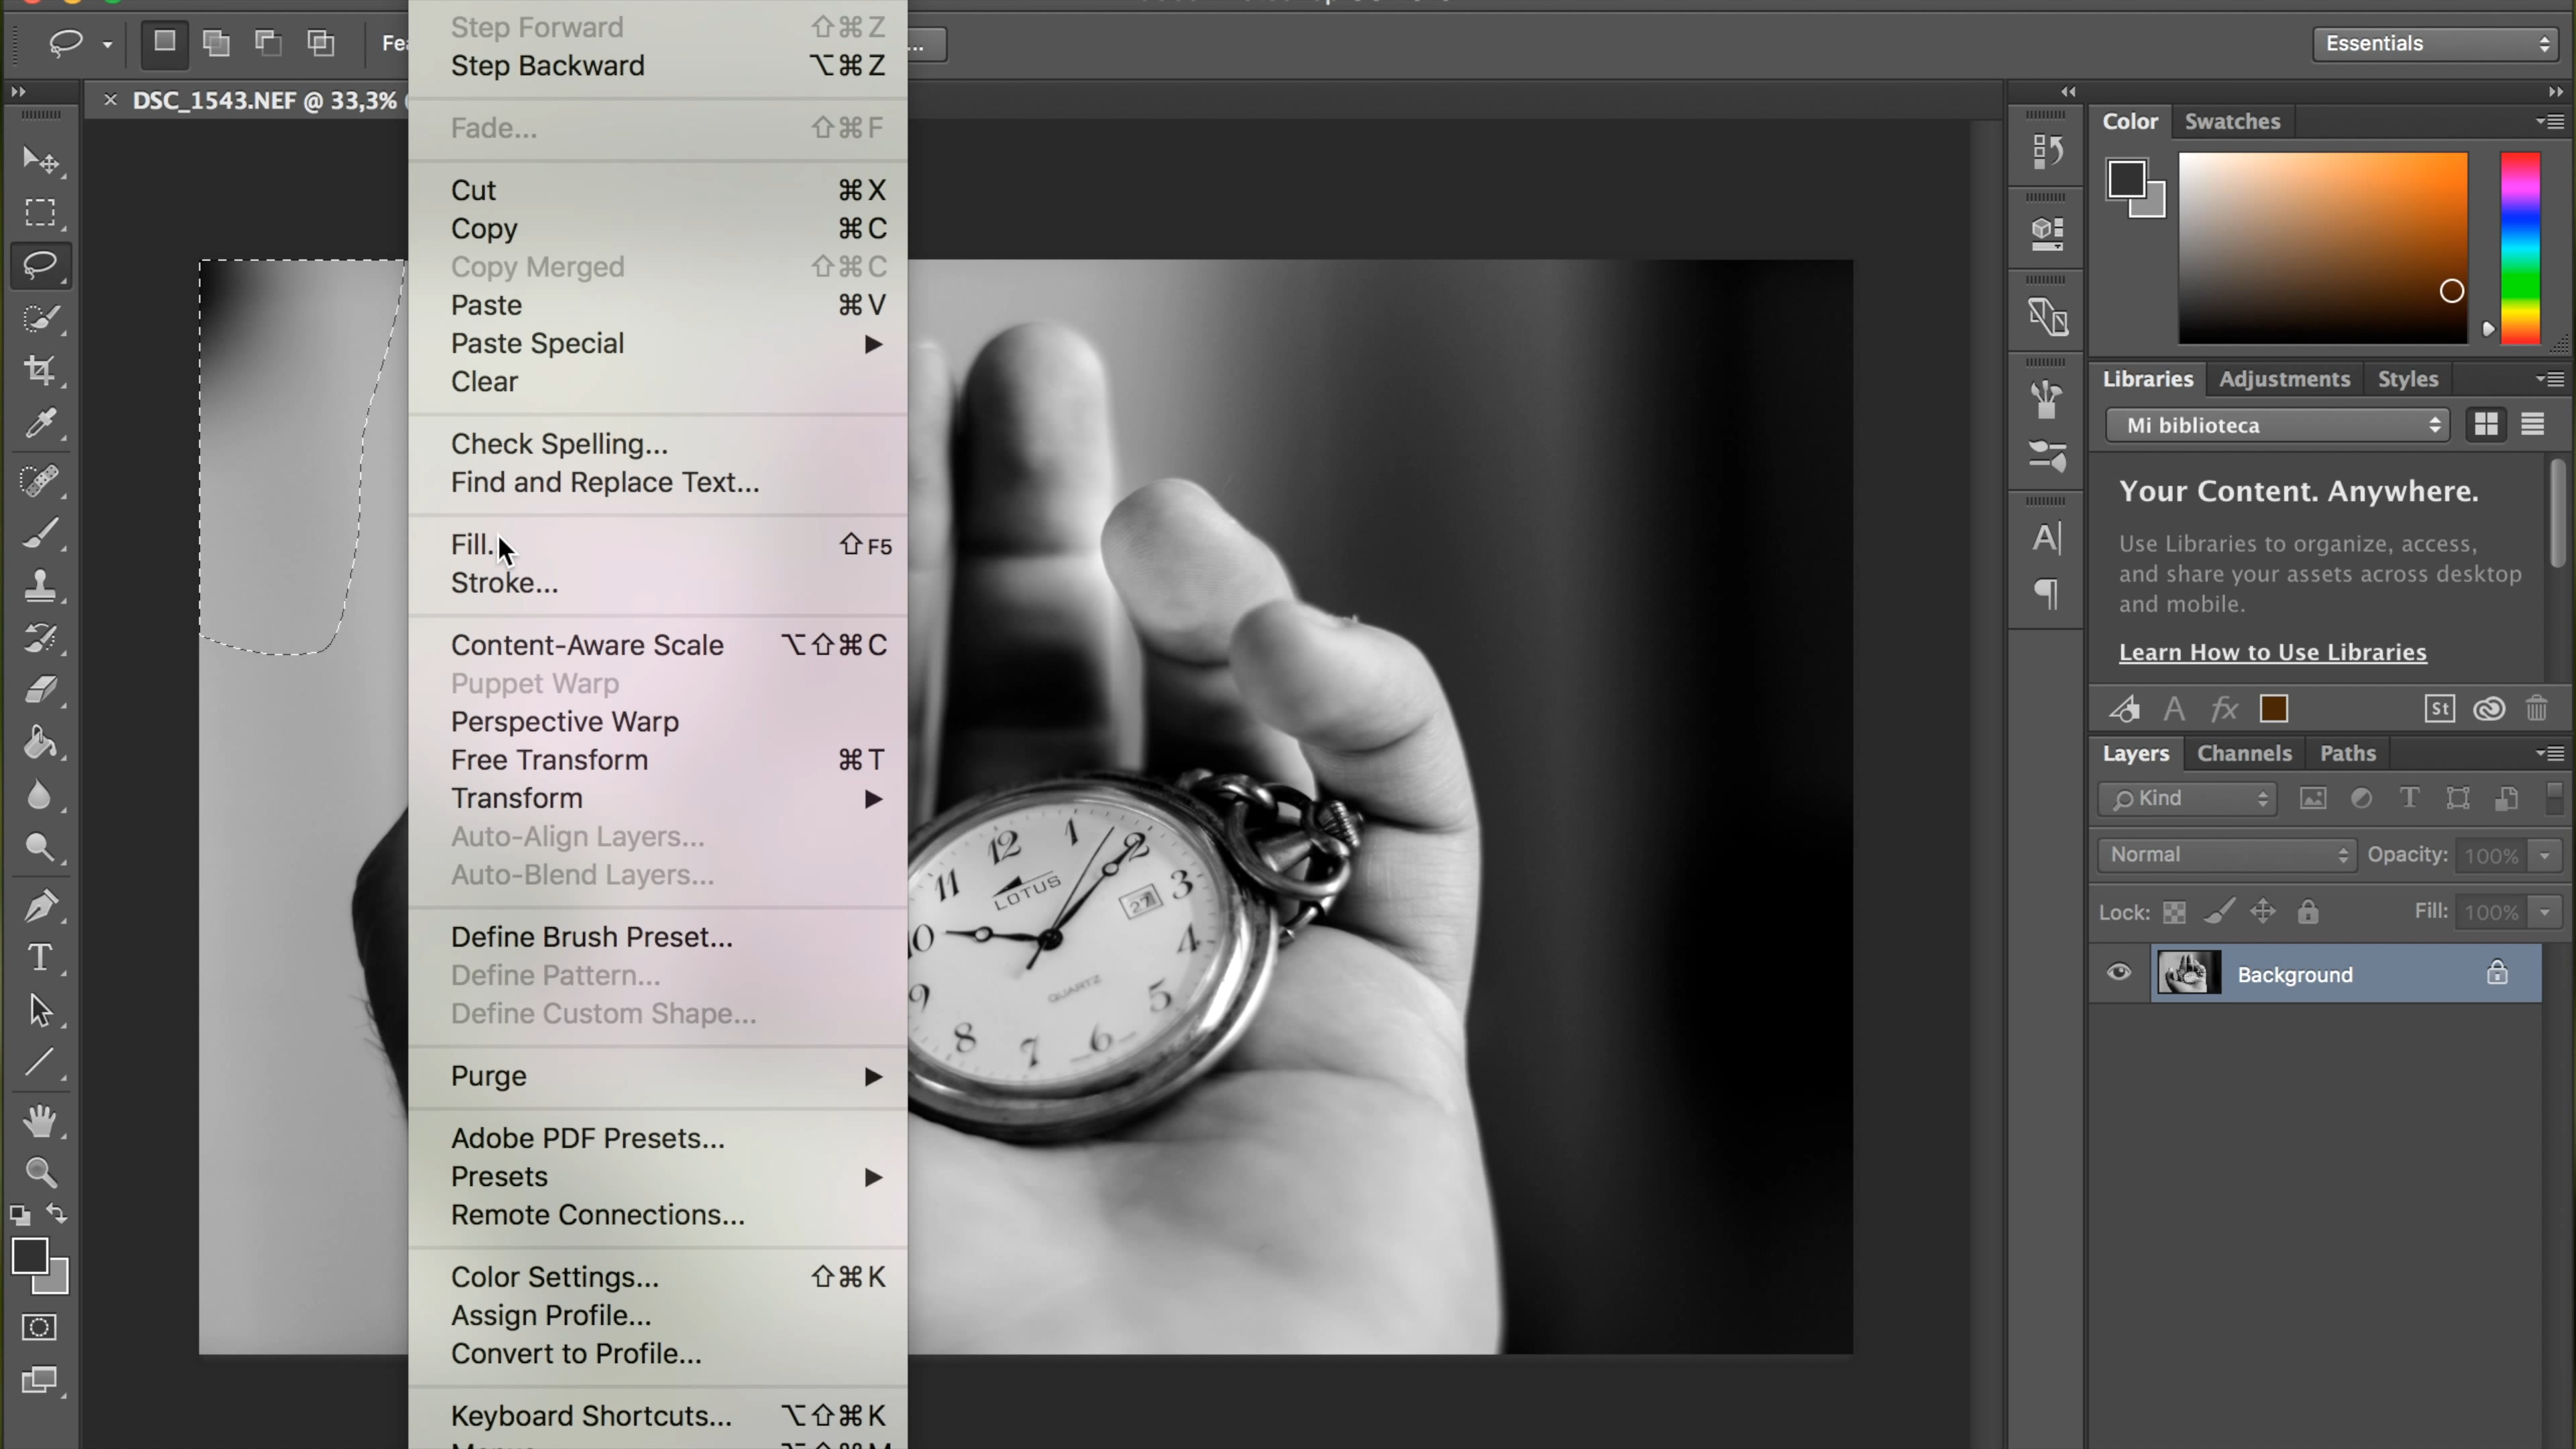 Step Forward ⇧⌘Z
Step Backward ⌥⌘Z
Essentials
× DSC_1543.NEF @ 33,3%
Fade... ⇧⌘F
Cut ⌘X
Copy ⌘C
Copy Merged ⇧⌘C
Paste ⌘V
Paste Special
Clear
Check Spelling...
Find and Replace Text...
Fill. ⇧F5
Stroke...
Content-Aware Scale ⌥⇧⌘C
Puppet Warp
Perspective Warp
Free Transform ⌘T
Transform
Auto-Align Layers...
Auto-Blend Layers...
Define Brush Preset...
Define Pattern...
Define Custom Shape...
Purge
Adobe PDF Presets...
Presets
Remote Connections...
Color Settings... ⇧⌘K
Assign Profile...
Convert to Profile...
Keyboard Shortcuts... ⌥⇧⌘K
12 1 2
11 3
LOTUS
27
10 4
9 5
QUARTZ
8 7 6
Color Swatches
Libraries Adjustments Styles
Mi biblioteca
Your Content. Anywhere.
Use Libraries to organize, access,
and share your assets across desktop
and mobile.
Learn How to Use Libraries
A fx St
Layers Channels Paths
Kind T
Normal Opacity: 100%
Lock: Fill: 100%
Background